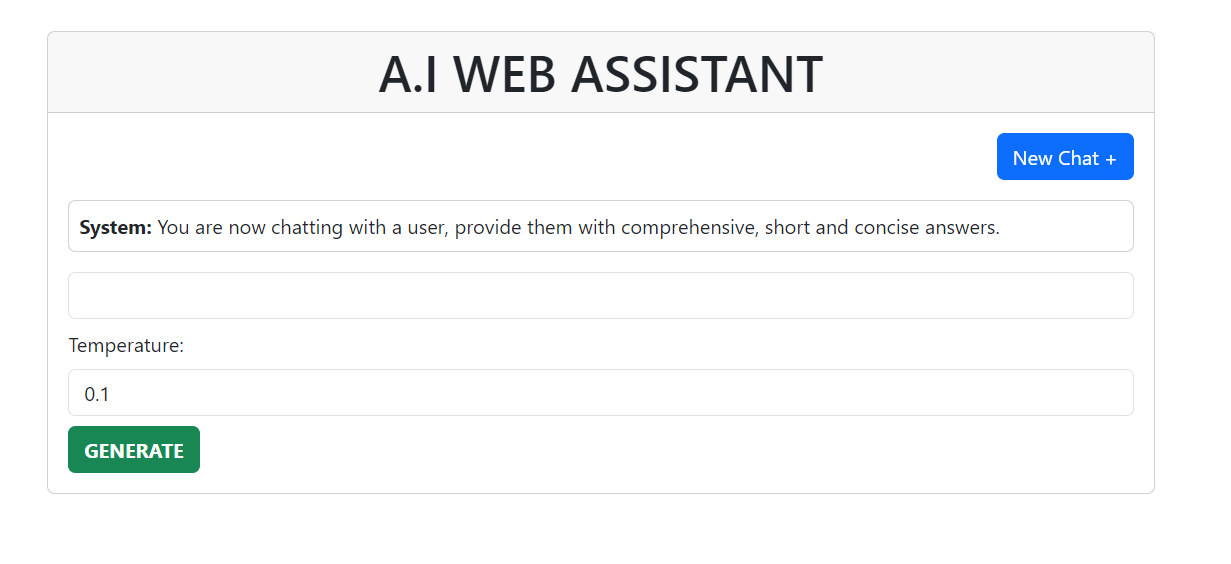 A.I WEB ASSISTANT
New Chat +
System: You are now chatting with a user, provide them with comprehensive, short and concise answers.
Temperature:
0.1
GENERATE